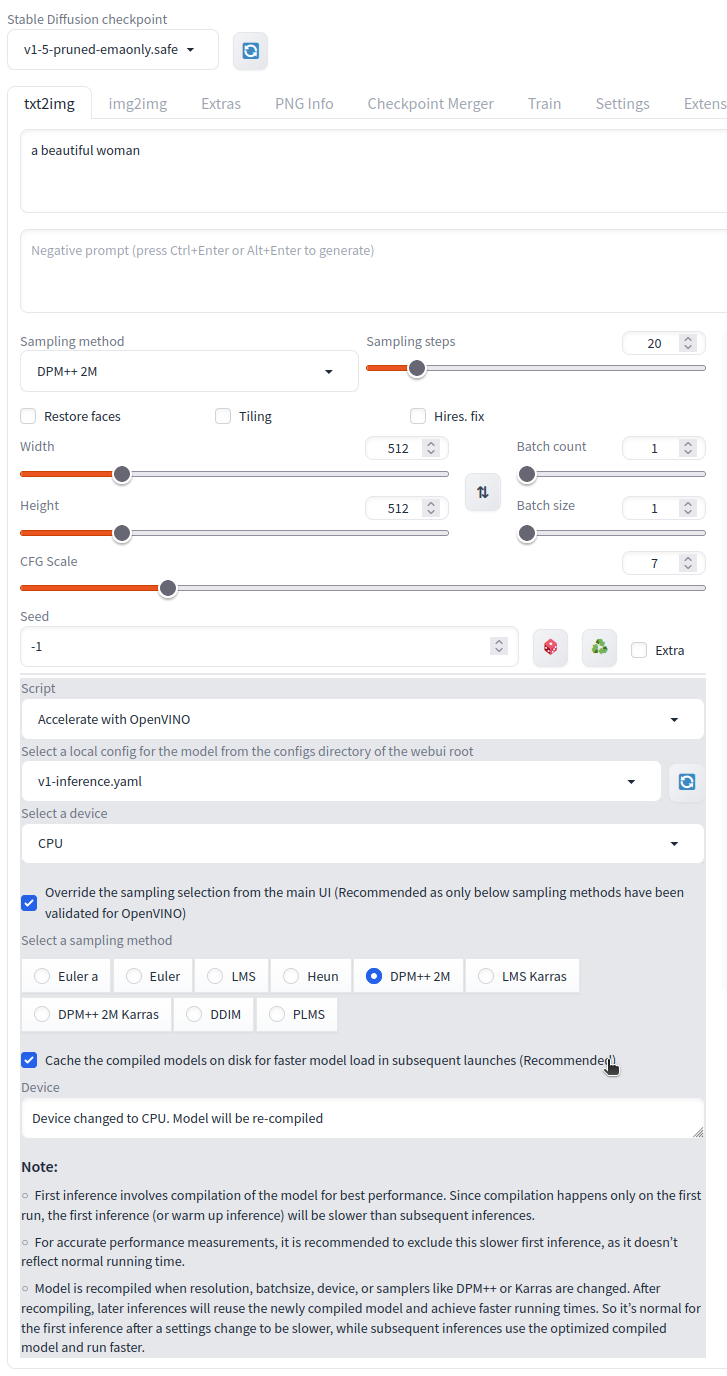 Stable Diffusion checkpoint
v1-5-pruned-emaonly.safe
txt2img img2img Extras PNG Info Checkpoint Merger Train Settings Extens
a beautiful woman
Negative prompt (press Ctrl+Enter or Alt+Enter to generate)
Sampling method Sampling steps 20
DPM++ 2M
Restore faces Tiling Hires. fix
Width 512 Batch count 1
Height 512 Batch size 1
CFG Scale 7
Seed
-1 Extra
Script
Accelerate with OpenVINO
Select a local config for the model from the configs directory of the webui root
v1-inference.yaml
Select a device
CPU
Override the sampling selection from the main UI (Recommended as only below sampling methods have been
validated for OpenVINO)
Select a sampling method
Euler a Euler LMS Heun DPM++ 2M LMS Karras
DPM++ 2M Karras DDIM PLMS
Cache the compiled models on disk for faster model load in subsequent launches (Recommended)
Device
Device changed to CPU. Model will be re-compiled
Note:
○ First inference involves compilation of the model for best performance. Since compilation happens only on the first
run, the first inference (or warm up inference) will be slower than subsequent inferences.
○ For accurate performance measurements, it is recommended to exclude this slower first inference, as it doesn't
reflect normal running time.
○ Model is recompiled when resolution, batchsize, device, or samplers like DPM++ or Karras are changed. After
recompiling, later inferences will reuse the newly compiled model and achieve faster running times. So it's normal for
the first inference after a settings change to be slower, while subsequent inferences use the optimized compiled
model and run faster.